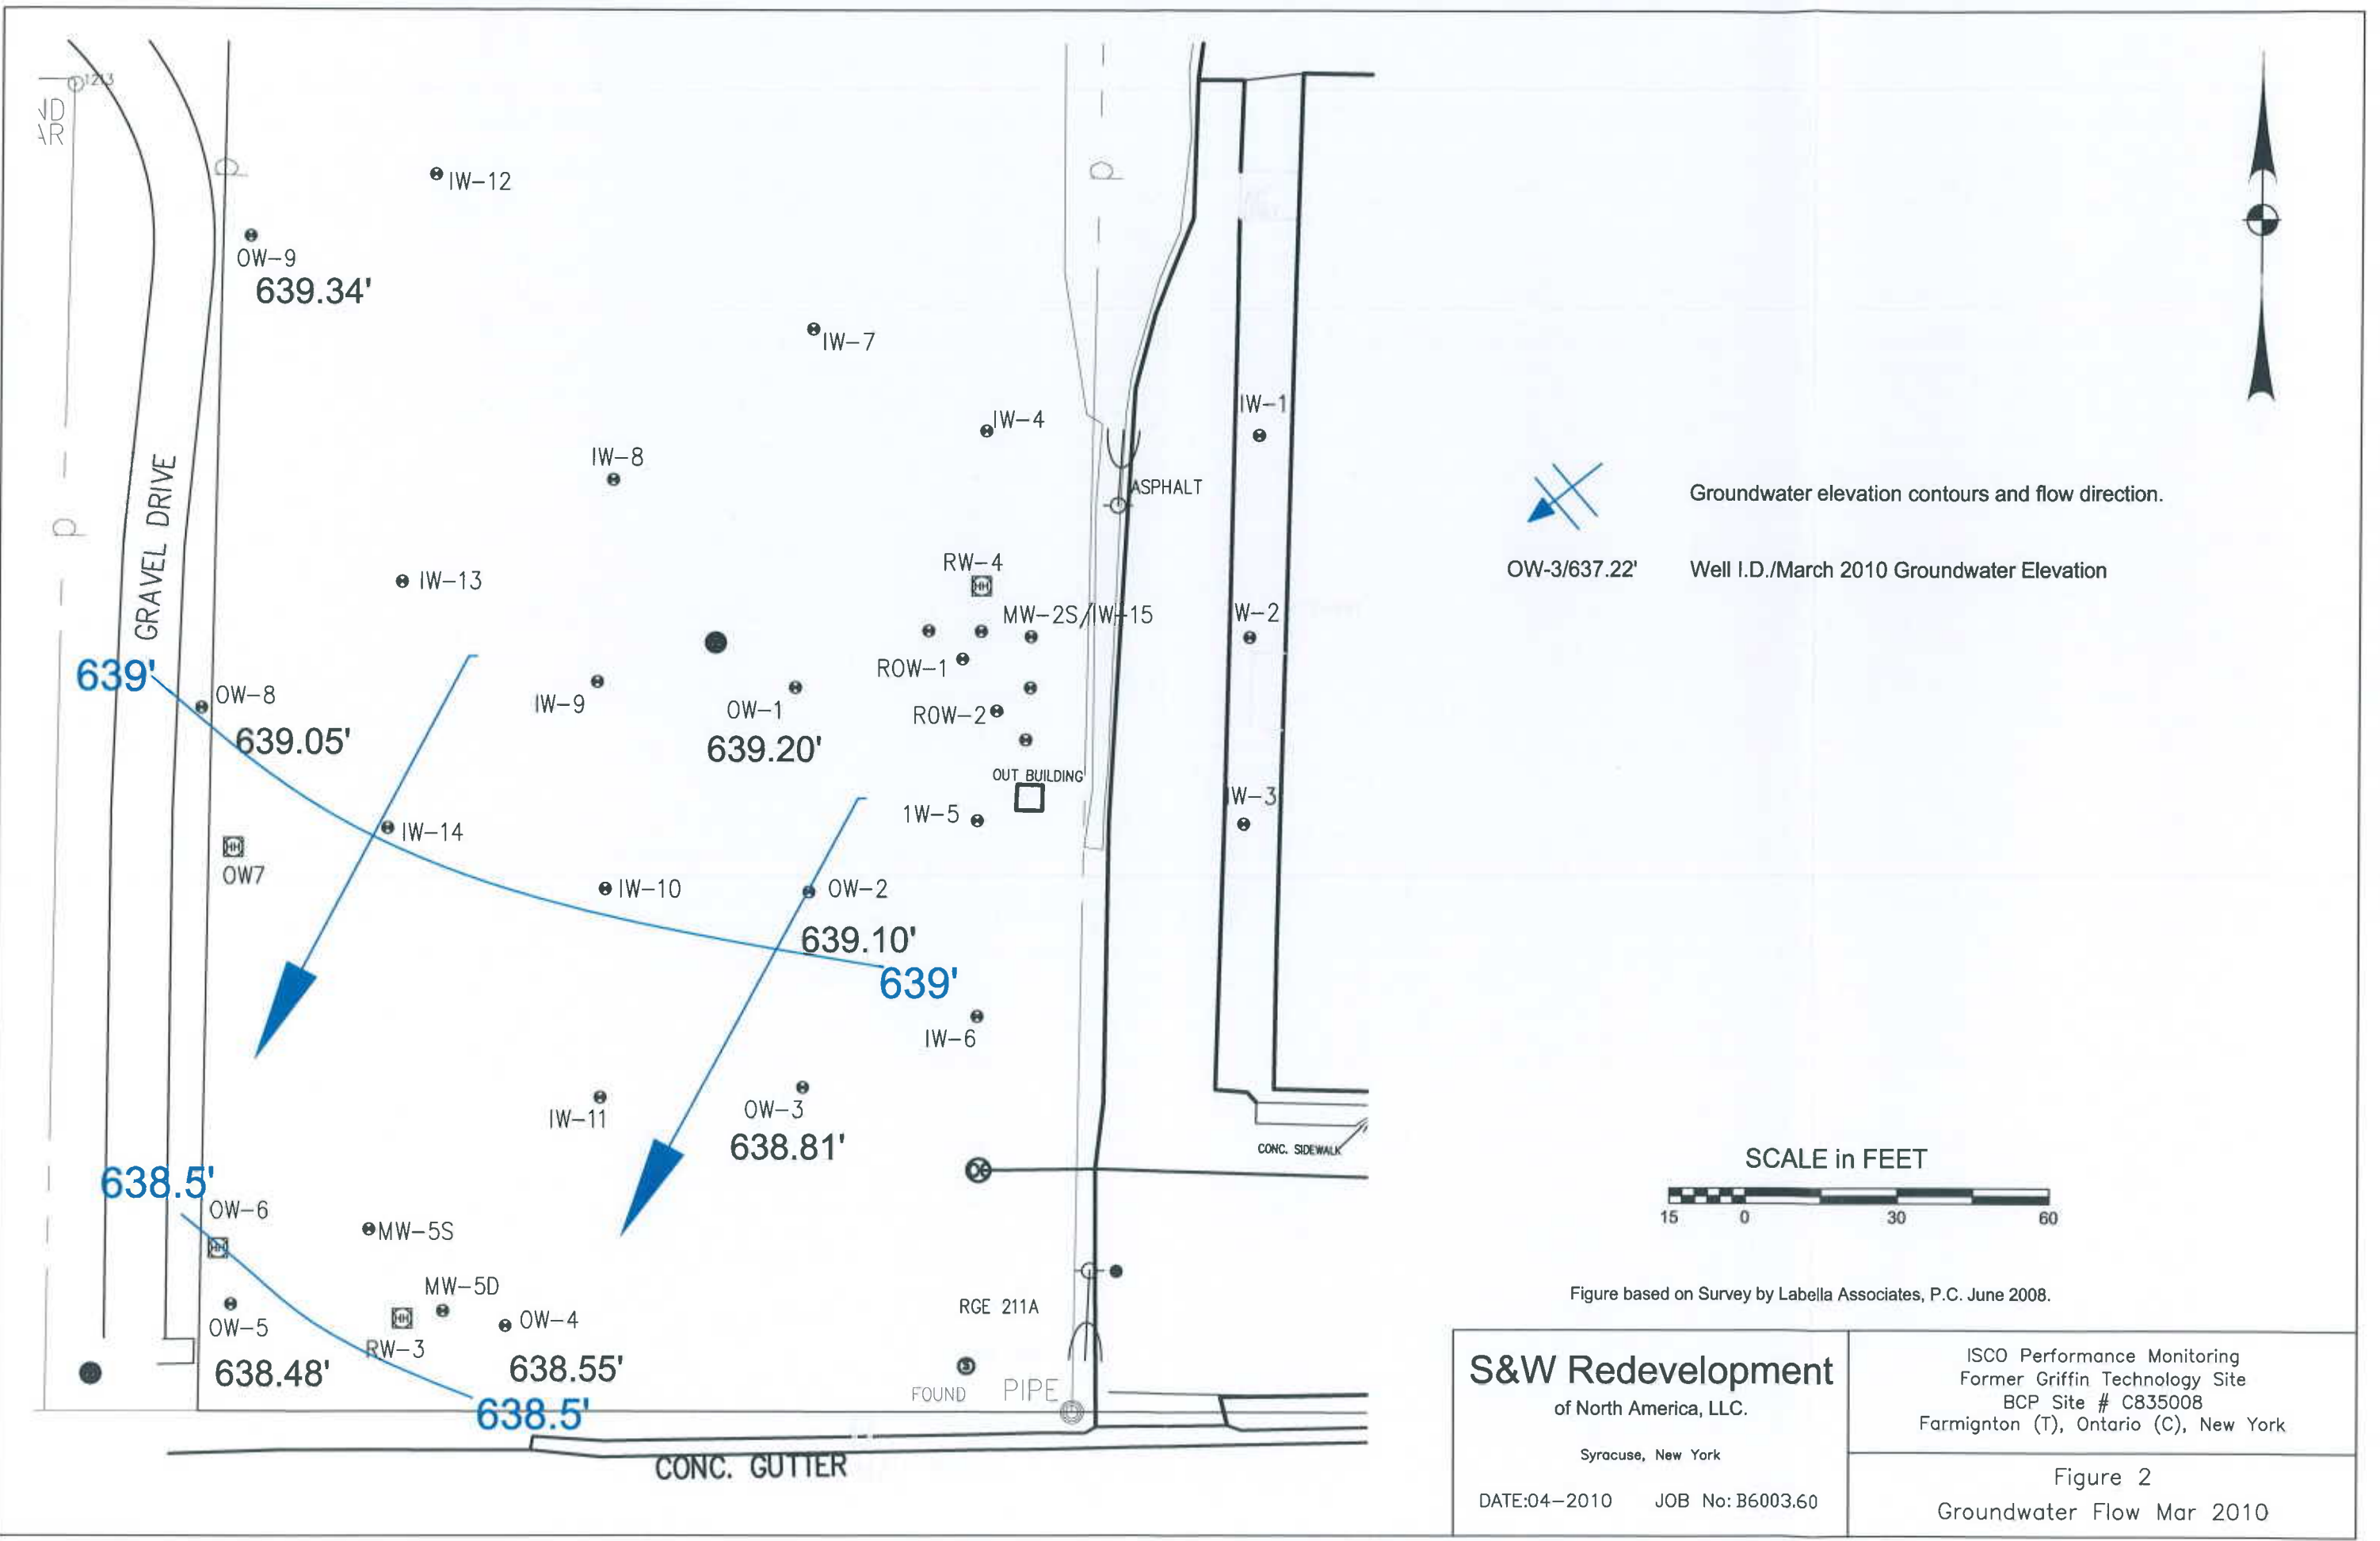 1213
ND
AR
p
p
p
IW-12
OW-9
639.34'
IW-7
IW-4
IW-1
IW-8
ASPHALT
GRAVEL DRIVE
Groundwater elevation contours and flow direction.
OW-3/637.22'
Well I.D./March 2010 Groundwater Elevation
RW-4
HH
IW-13
MW-2S/IW-15
W-2
639'
OW-8
639.05'
IW-9
OW-1
639.20'
ROW-1
ROW-2
OUT BUILDING
1W-5
IW-3
IW-14
HH
OW7
IW-10
OW-2
639.10'
639'
IW-6
IW-11
OW-3
638.81'
CONC. SIDEWALK
SCALE in FEET
15 0 30 60
638.5'
OW-6
HH
MW-5S
MW-5D
OW-5
638.48'
HH
RW-3
OW-4
638.55'
638.5'
RGE 211A
S
FOUND PIPE
CONC. GUTTER
Figure based on Survey by Labella Associates, P.C. June 2008.
S&W Redevelopment
of North America, LLC.
Syracuse, New York
DATE:04-2010 JOB No: B6003.60
ISCO Performance Monitoring
Former Griffin Technology Site
BCP Site # C835008
Farmignton (T), Ontario (C), New York
Figure 2
Groundwater Flow Mar 2010